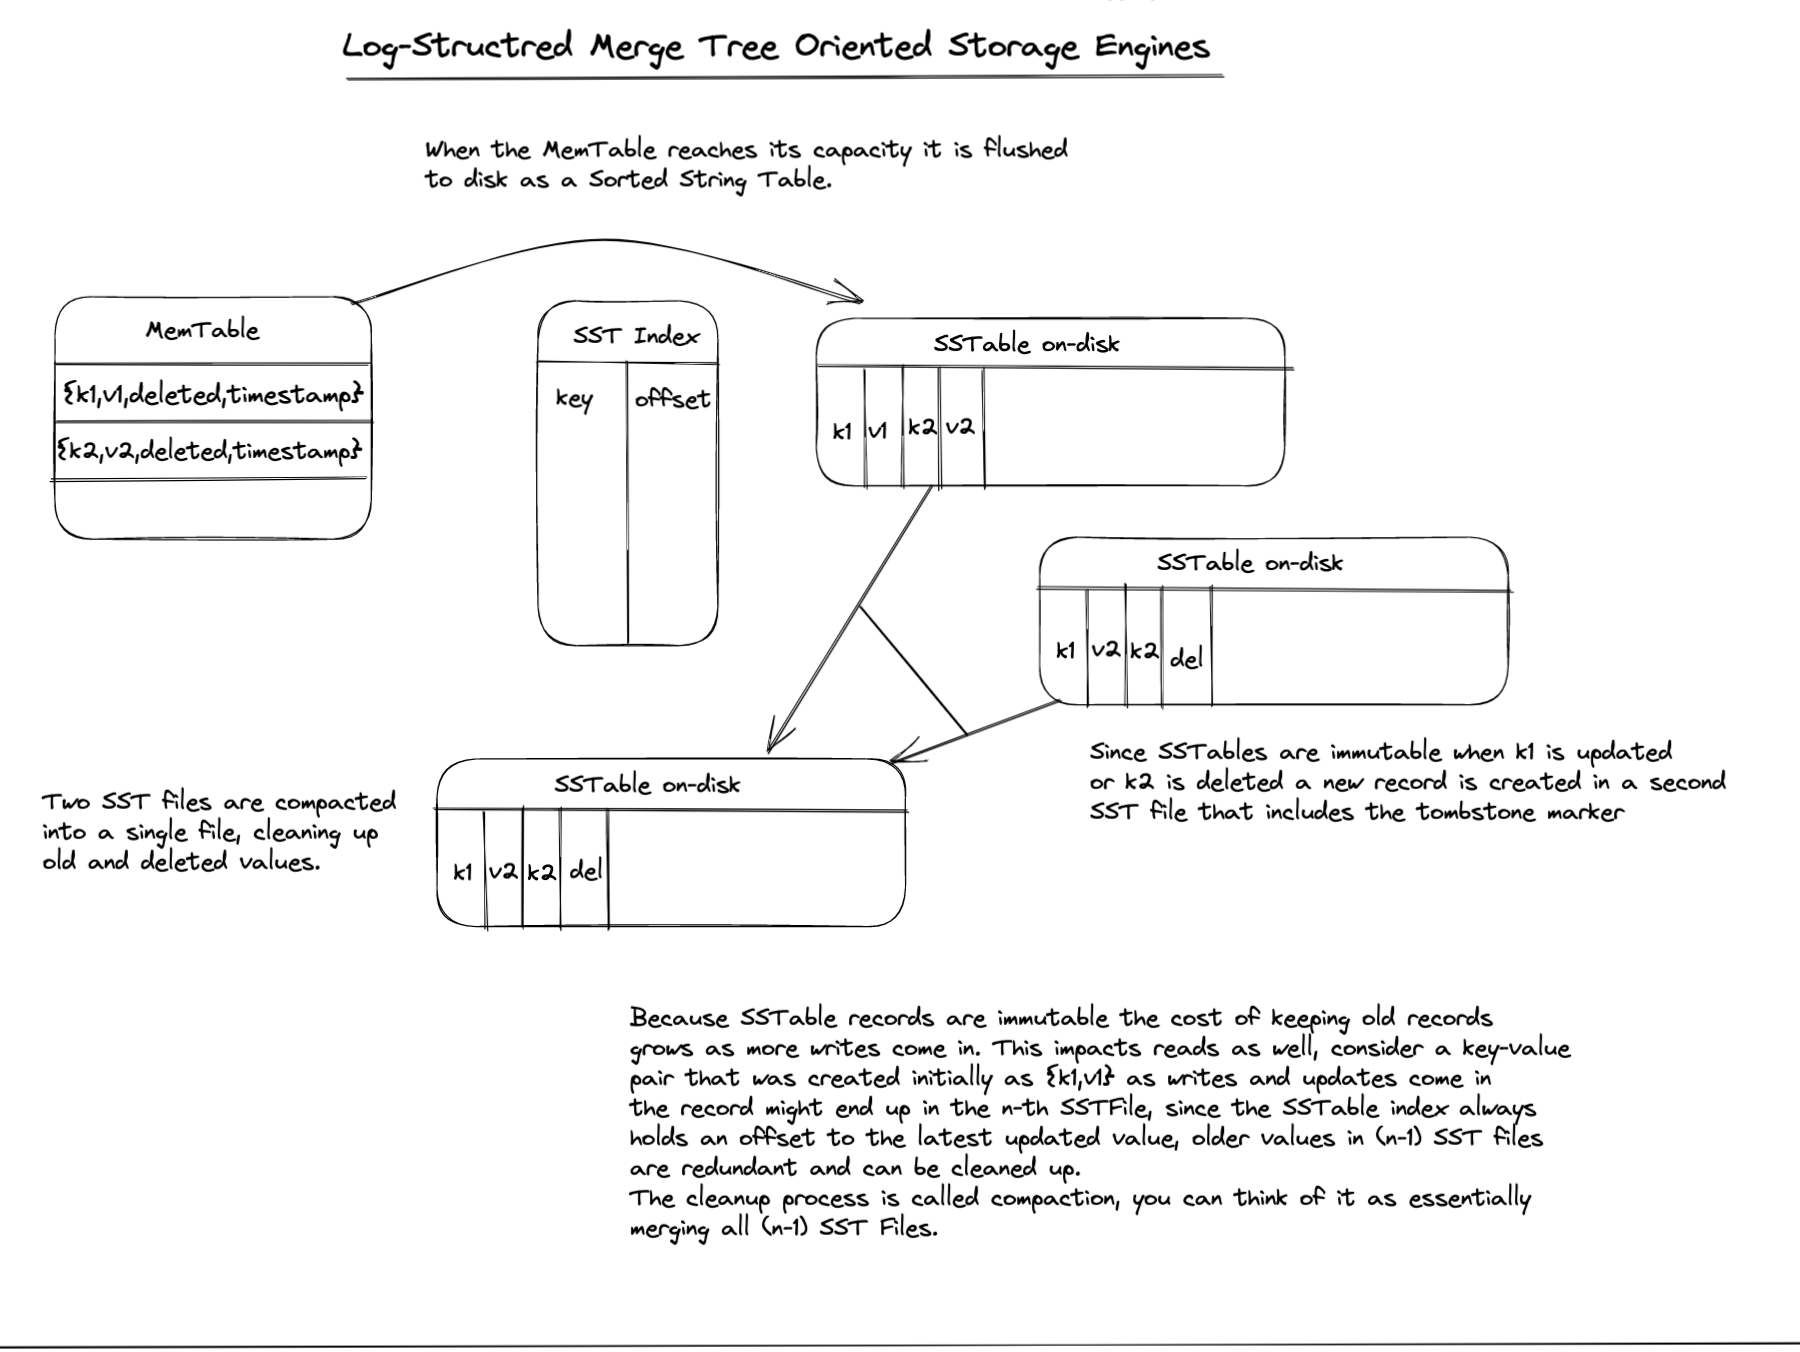 Log-Structred Merge Tree Oriented Storage Engines
When the MemTable reaches its capacity it is flushed
to disk as a Sorted String Table.
MemTable
{k1,v1,deleted,timestamp}
{k2,v2,deleted,timestamp}
SST Index
key offset
SSTable on-disk
k1 v1 k2 v2
SSTable on-disk
k1 v2 k2 del
Since SSTables are immutable when k1 is updated
or k2 is deleted a new record is created in a second
SST file that includes the tombstone marker
Two SST files are compacted
into a single file, cleaning up
old and deleted values.
SSTable on-disk
k1 v2 k2 del
Because SSTable records are immutable the cost of keeping old records
grows as more writes come in. This impacts reads as well, consider a key-value
pair that was created initially as {k1,v1} as writes and updates come in
the record might end up in the n-th SSTFile, since the SSTable index always
holds an offset to the latest updated value, older values in (n-1) SST files
are redundant and can be cleaned up.
The cleanup process is called compaction, you can think of it as essentially
merging all (n-1) SST Files.